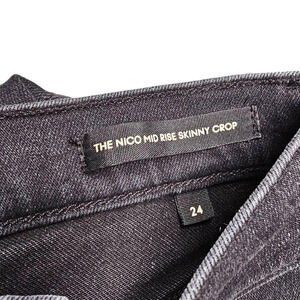 THE NICO MID RISE SKINNY CROP
24